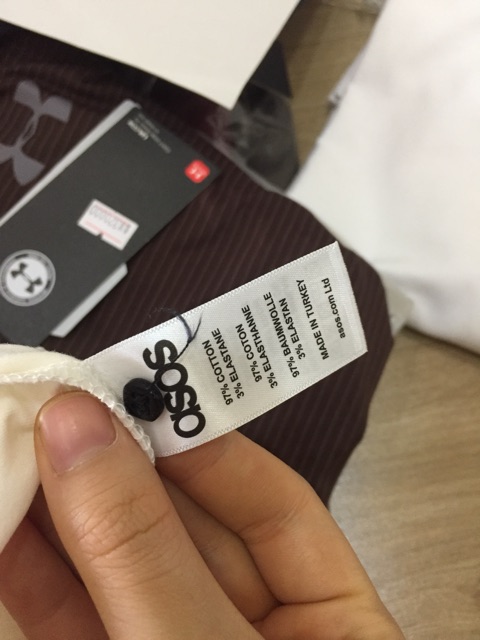 asos
97% COTTON
3% ELASTANE
97% COTON
3% ELASTHANNE
97% BAUMWOLLE
3% ELASTAN
MADE IN TURKEY
asos.com Ltd